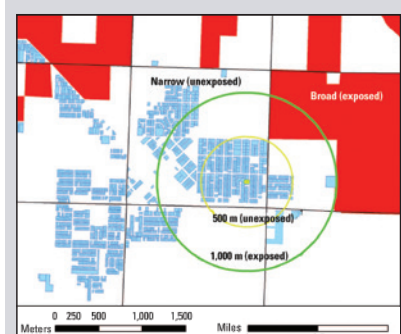 Narrow (unexposed)
Broad (exposed)
500 m (unexposed)
1,000 m (exposed)
0 250 500 1,000 1,500
Meters
Miles